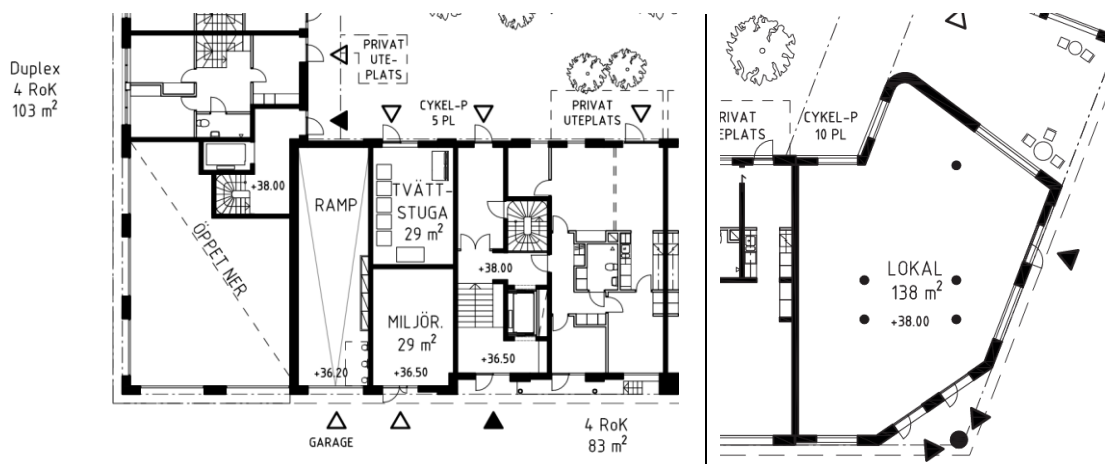 Duplex
4 RoK
103 m²
PRIVAT
UTE-
PLATS
CYKEL-P
5 PL
PRIVAT
UTEPLATS
+38.00
RAMP
TVÄTT-
STUGA
29 m²
ÖPPET NER
+38.00
MILJÖR.
29 m²
+36.20
+36.50
+36.50
GARAGE
4 RoK
83 m²
RIVAT
EPLATS
CYKEL-P
10 PL
LOKAL
138 m²
+38.00